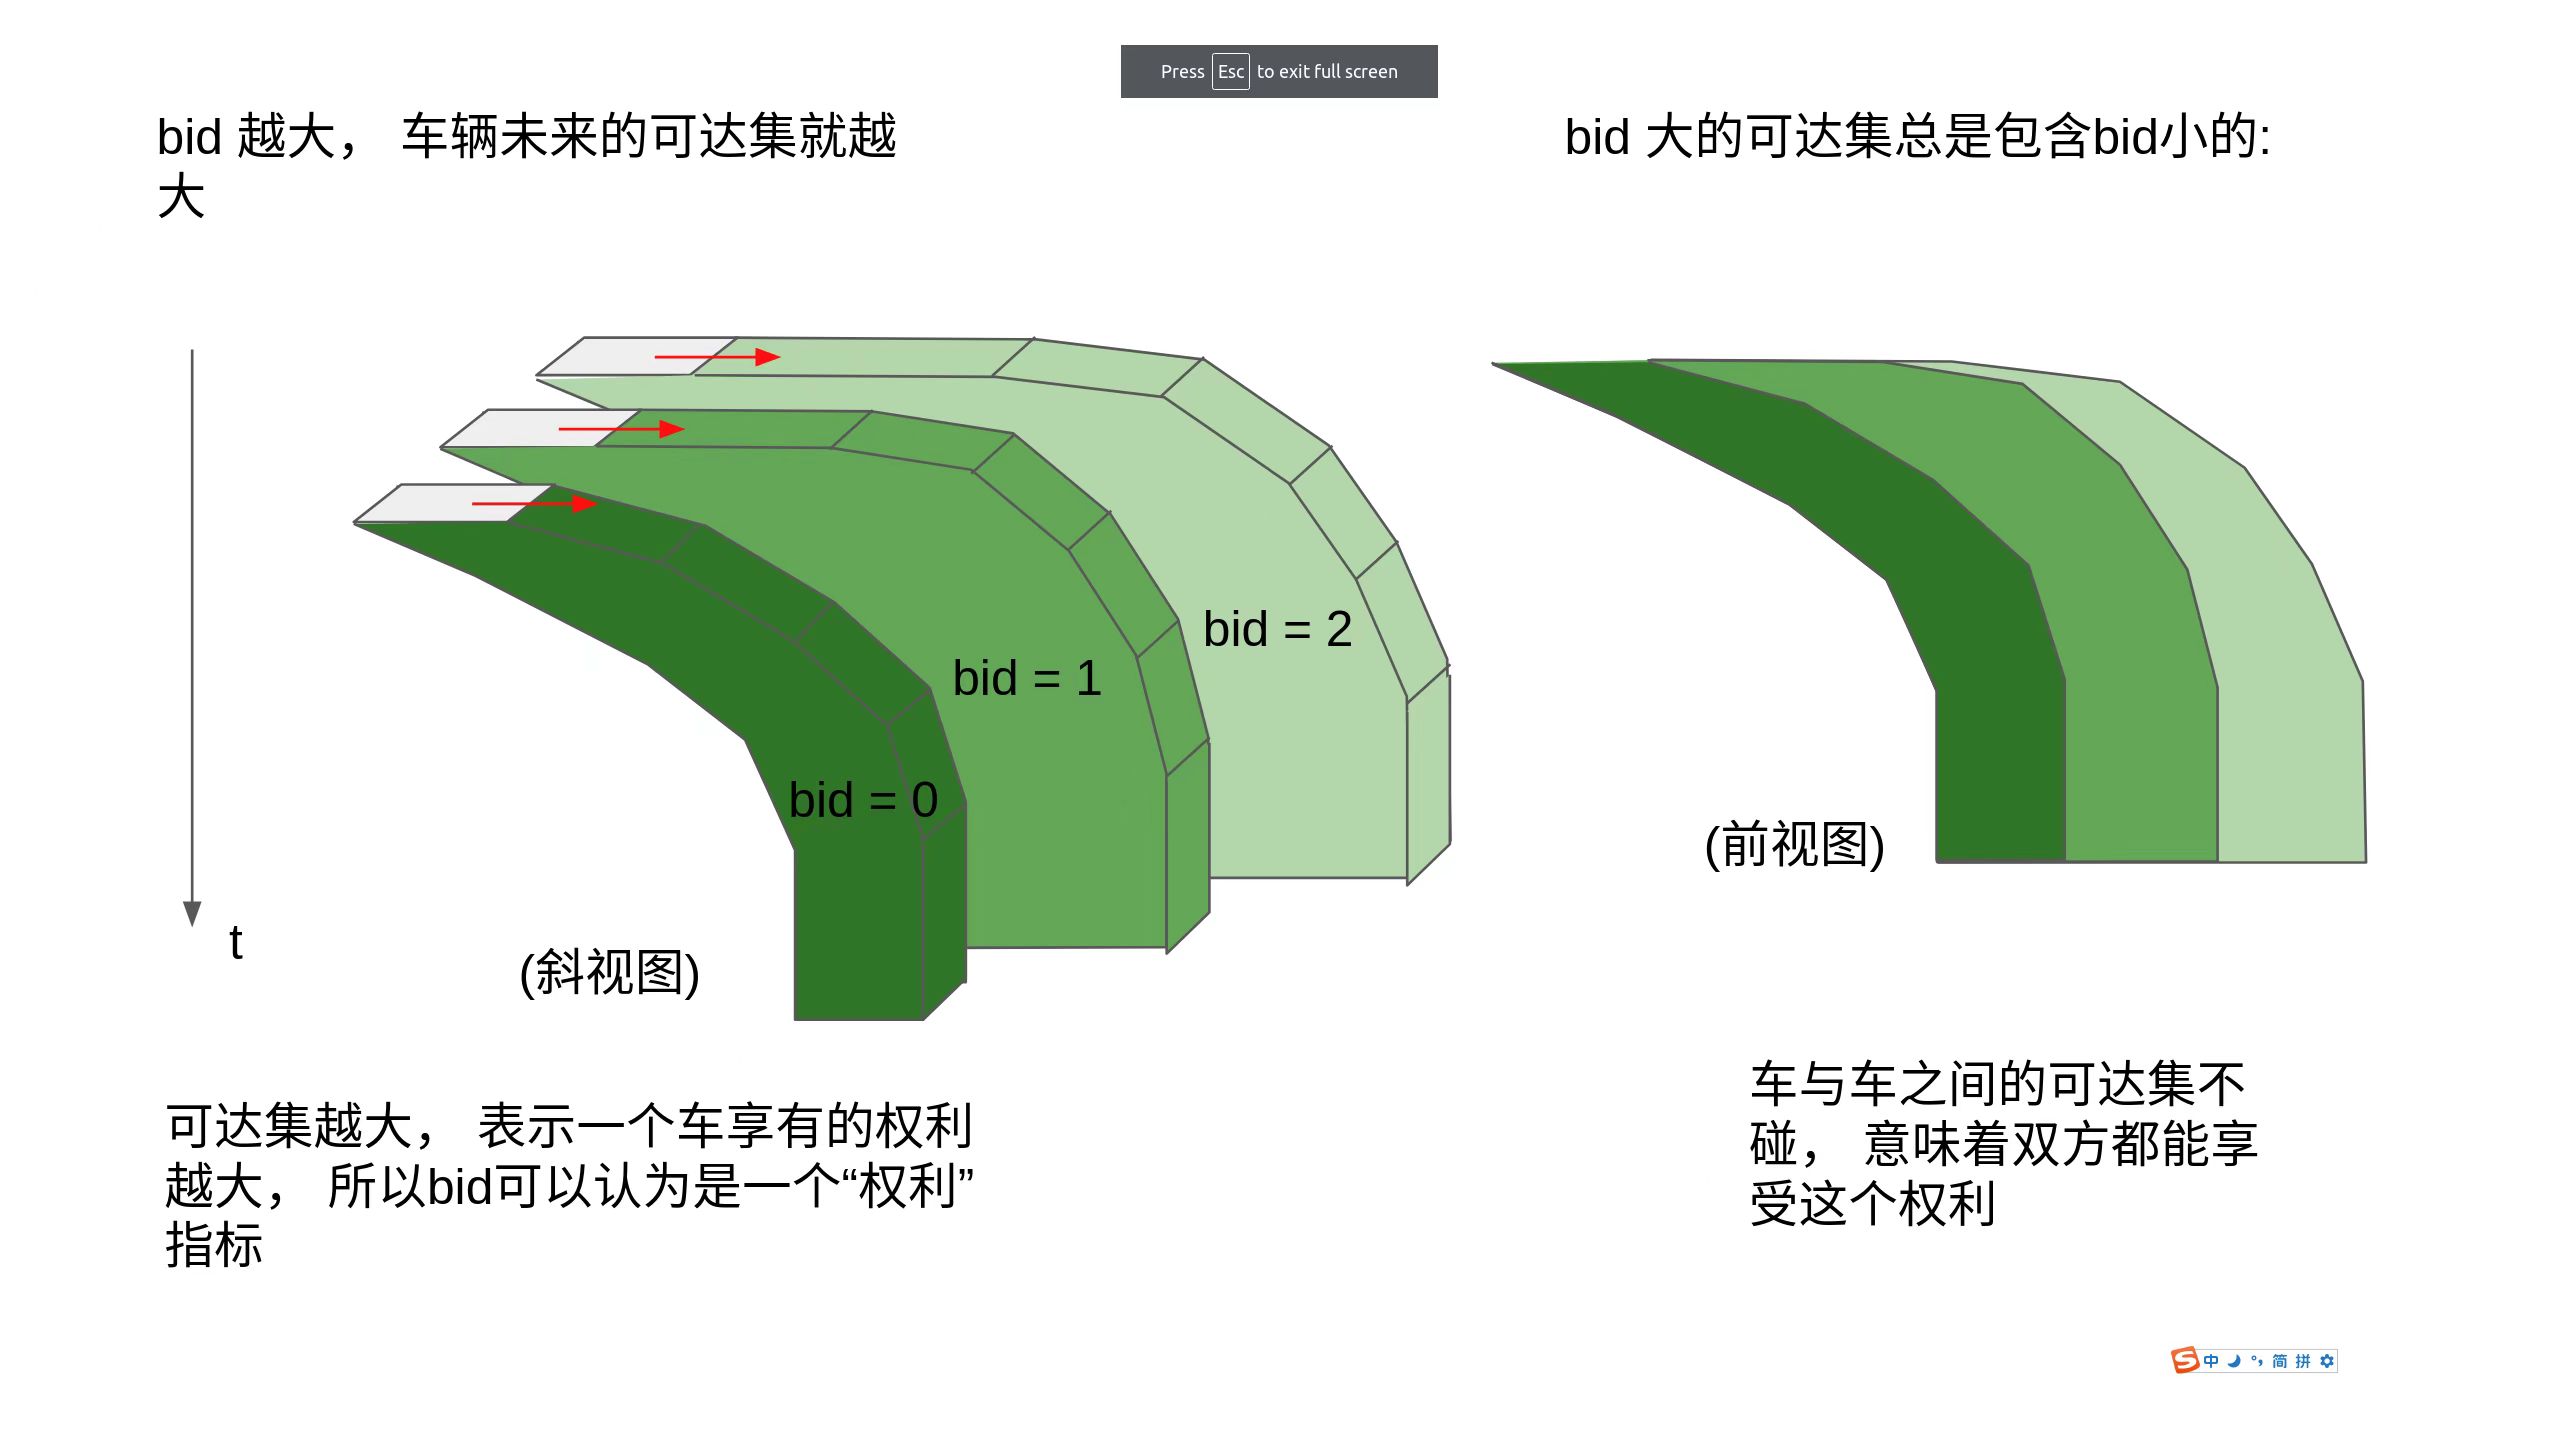 Press Esc to exit full screen
bid 越大， 车辆未来的可达集就越
大
bid 大的可达集总是包含bid小的:
bid = 2
bid = 1
bid = 0
(前视图)
t
(斜视图)
可达集越大， 表示一个车享有的权利
越大， 所以bid可以认为是一个“权利”
指标
车与车之间的可达集不
碰， 意味着双方都能享
受这个权利
S 中 简 拼